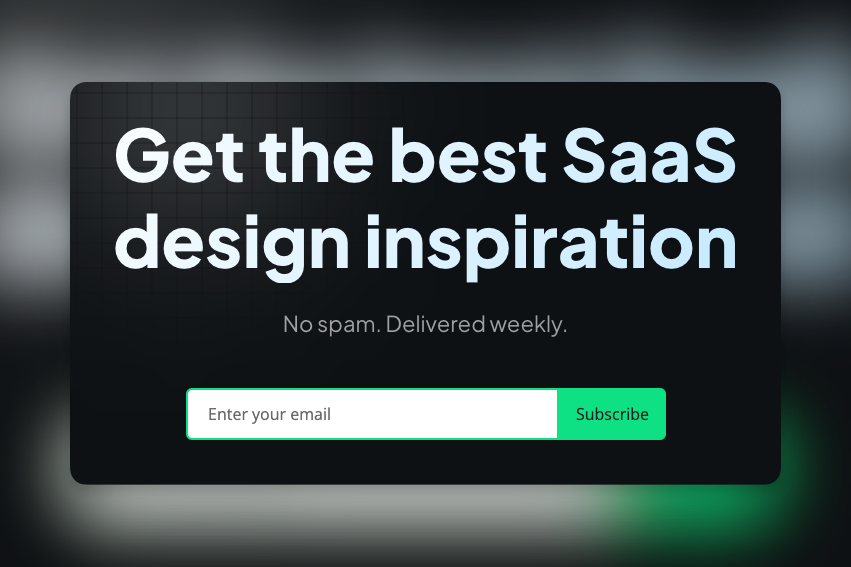 Get the best SaaS
design inspiration
No spam. Delivered weekly.
Enter your email
Subscribe